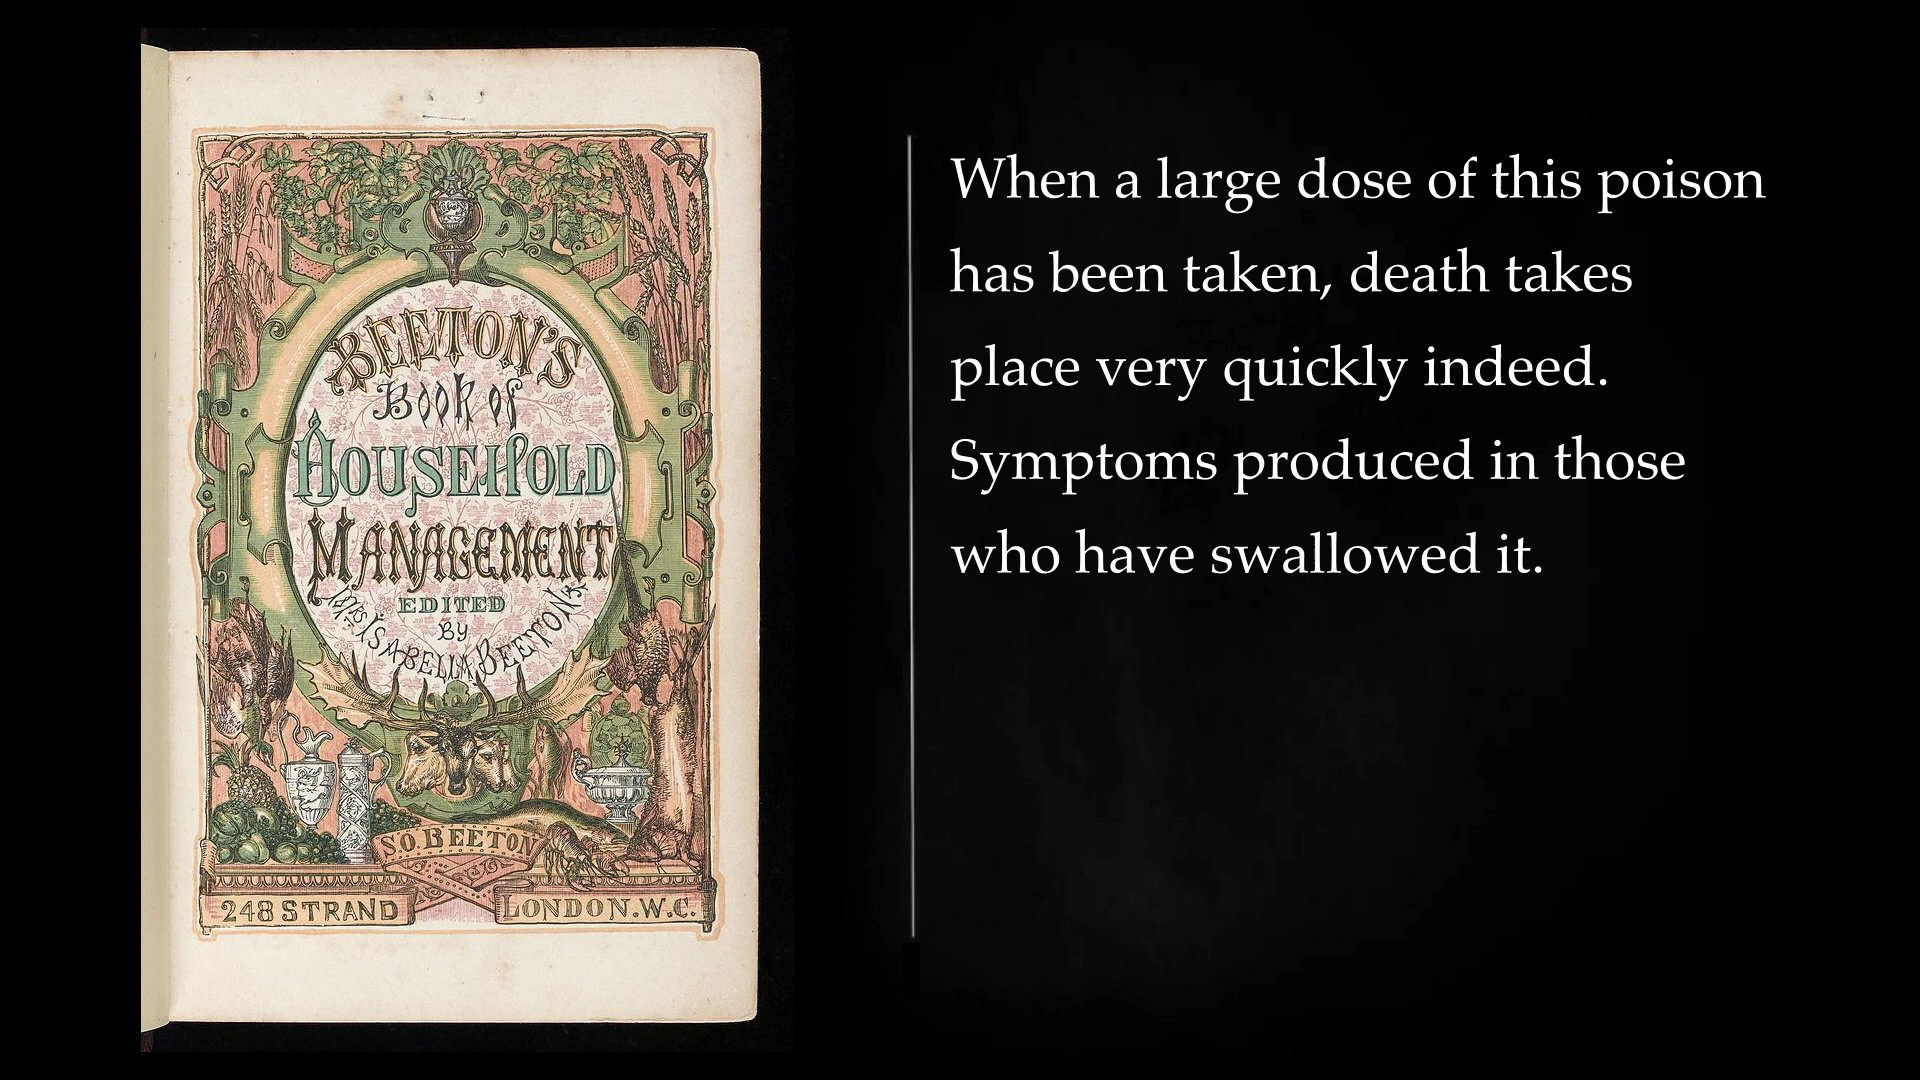 BEETON'S
BOOK OF
HOUSEHOLD
MANAGEMENT
EDITED
BY
MRS ISABELLA BEETON
S.O. BEETON
248 STRAND
LONDON.W.C.
When a large dose of this poison
has been taken, death takes
place very quickly indeed.
Symptoms produced in those
who have swallowed it.